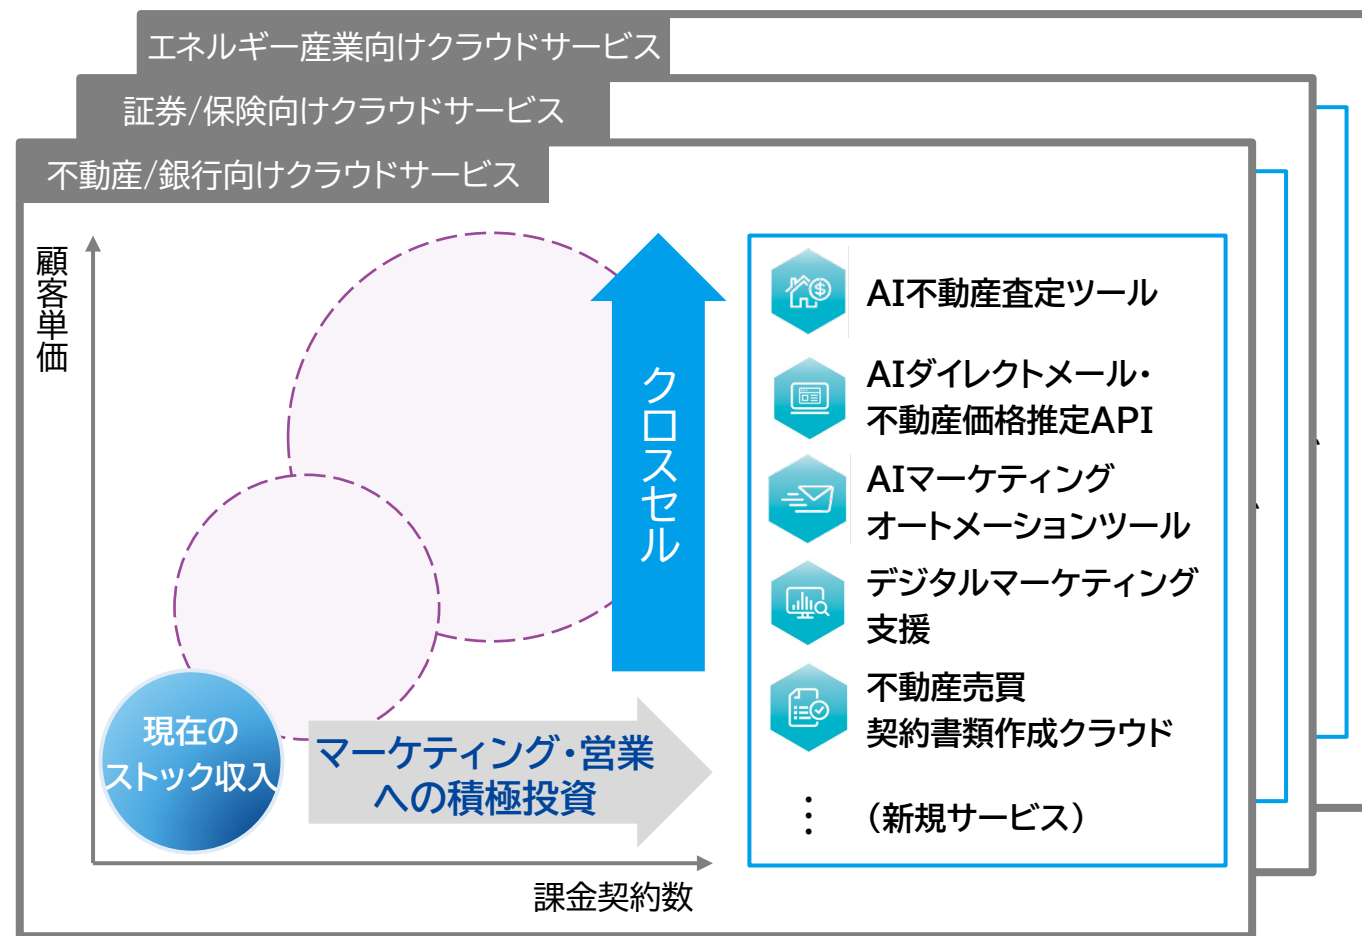 エネルギー産業向けクラウドサービス
証券/保険向けクラウドサービス
不動産/銀行向けクラウドサービス
顧客単価
クロスセル
現在の
ストック収入
マーケティング・営業
への積極投資
課金契約数
AI不動産査定ツール
AIダイレクトメール・
不動産価格推定API
AIマーケティング
オートメーションツール
デジタルマーケティング
支援
不動産売買
契約書類作成クラウド
︙ （新規サービス）